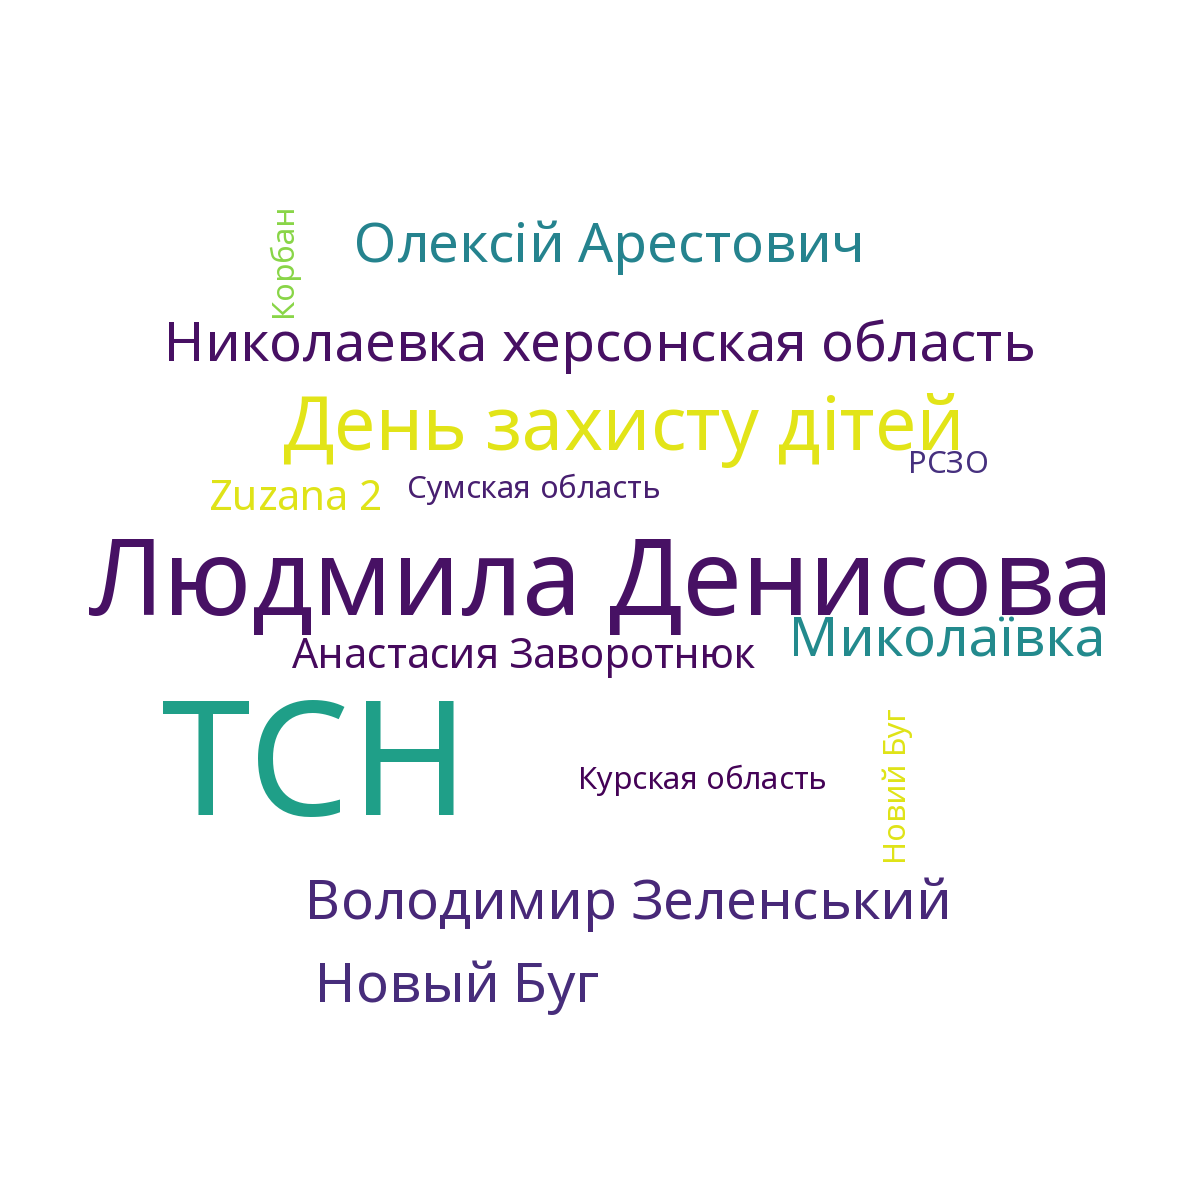 Корбан
Олексій Арестович
Николаевка херсонская область
День захисту дітей
РСЗО
Zuzana 2
Сумская область
Людмила Денисова
Миколаївка
Анастасия Заворотнюк
ТСН
Курская область
Новий Буг
Володимир Зеленський
Новый Буг